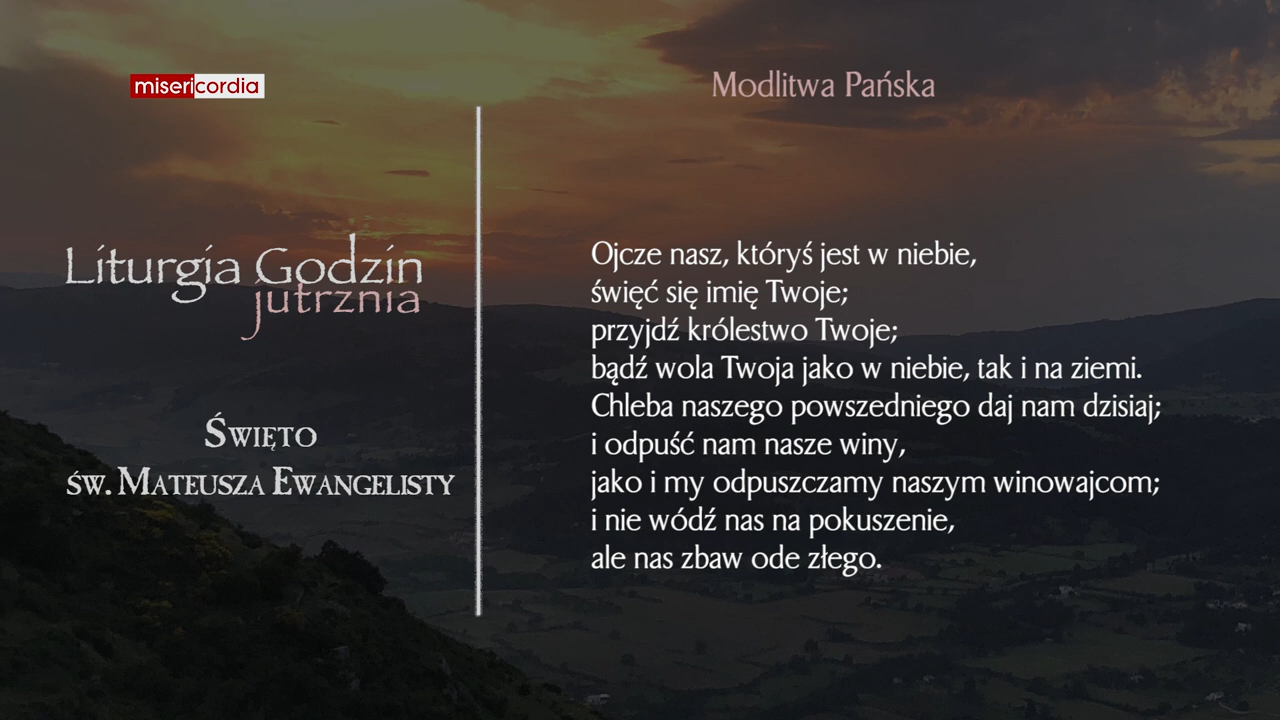 misericordia
Liturgia Godzin
jutrznia
Święto
św. Mateusza Ewangelisty
Modlitwa Pańska
Ojcze nasz, któryś jest w niebie,
święć się imię Twoje;
przyjdź królestwo Twoje;
bądź wola Twoja jako w niebie, tak i na ziemi.
Chleba naszego powszedniego daj nam dzisiaj;
i odpuść nam nasze winy,
jako i my odpuszczamy naszym winowajcom;
i nie wódź nas na pokuszenie,
ale nas zbaw ode złego.